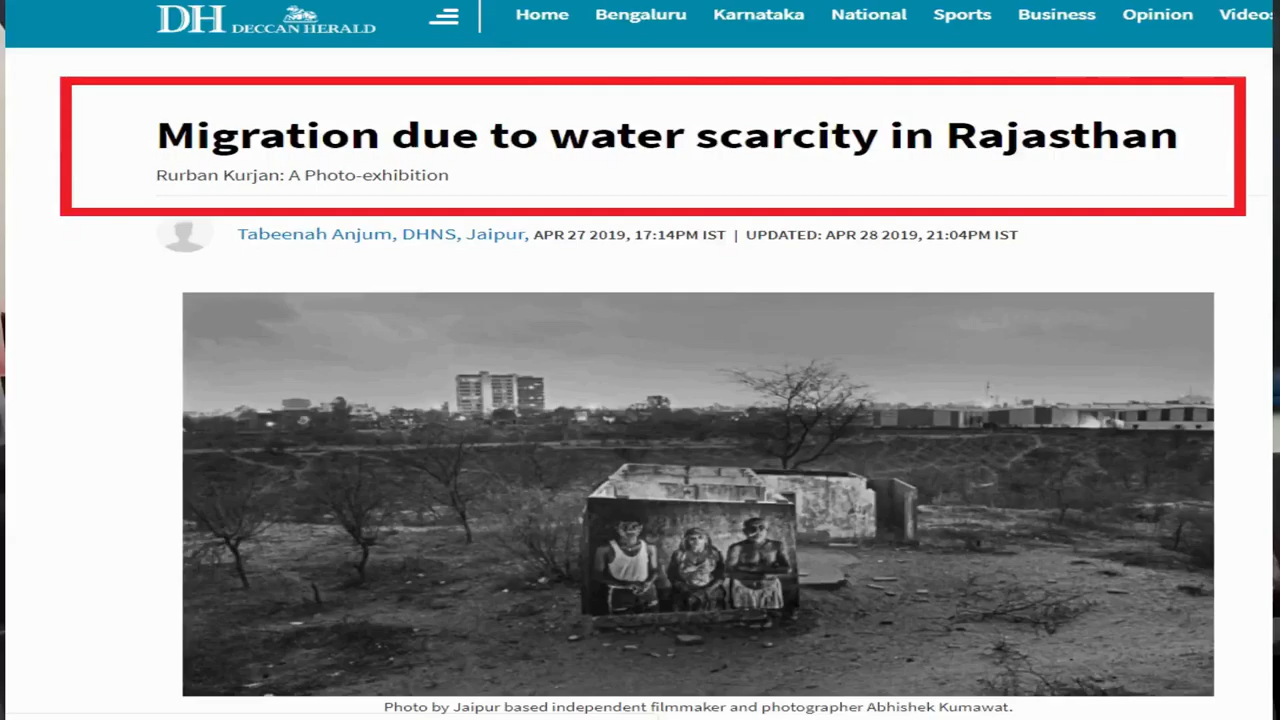 DH DECCAN HERALD Home Bengaluru Karnataka National Sports Business Opinion Videos
Migration due to water scarcity in Rajasthan
Rurban Kurjan: A Photo-exhibition
Tabeenah Anjum, DHNS, Jaipur, APR 27 2019, 17:14PM IST | UPDATED: APR 28 2019, 21:04PM IST
Photo by Jaipur based independent filmmaker and photographer Abhishek Kumawat.